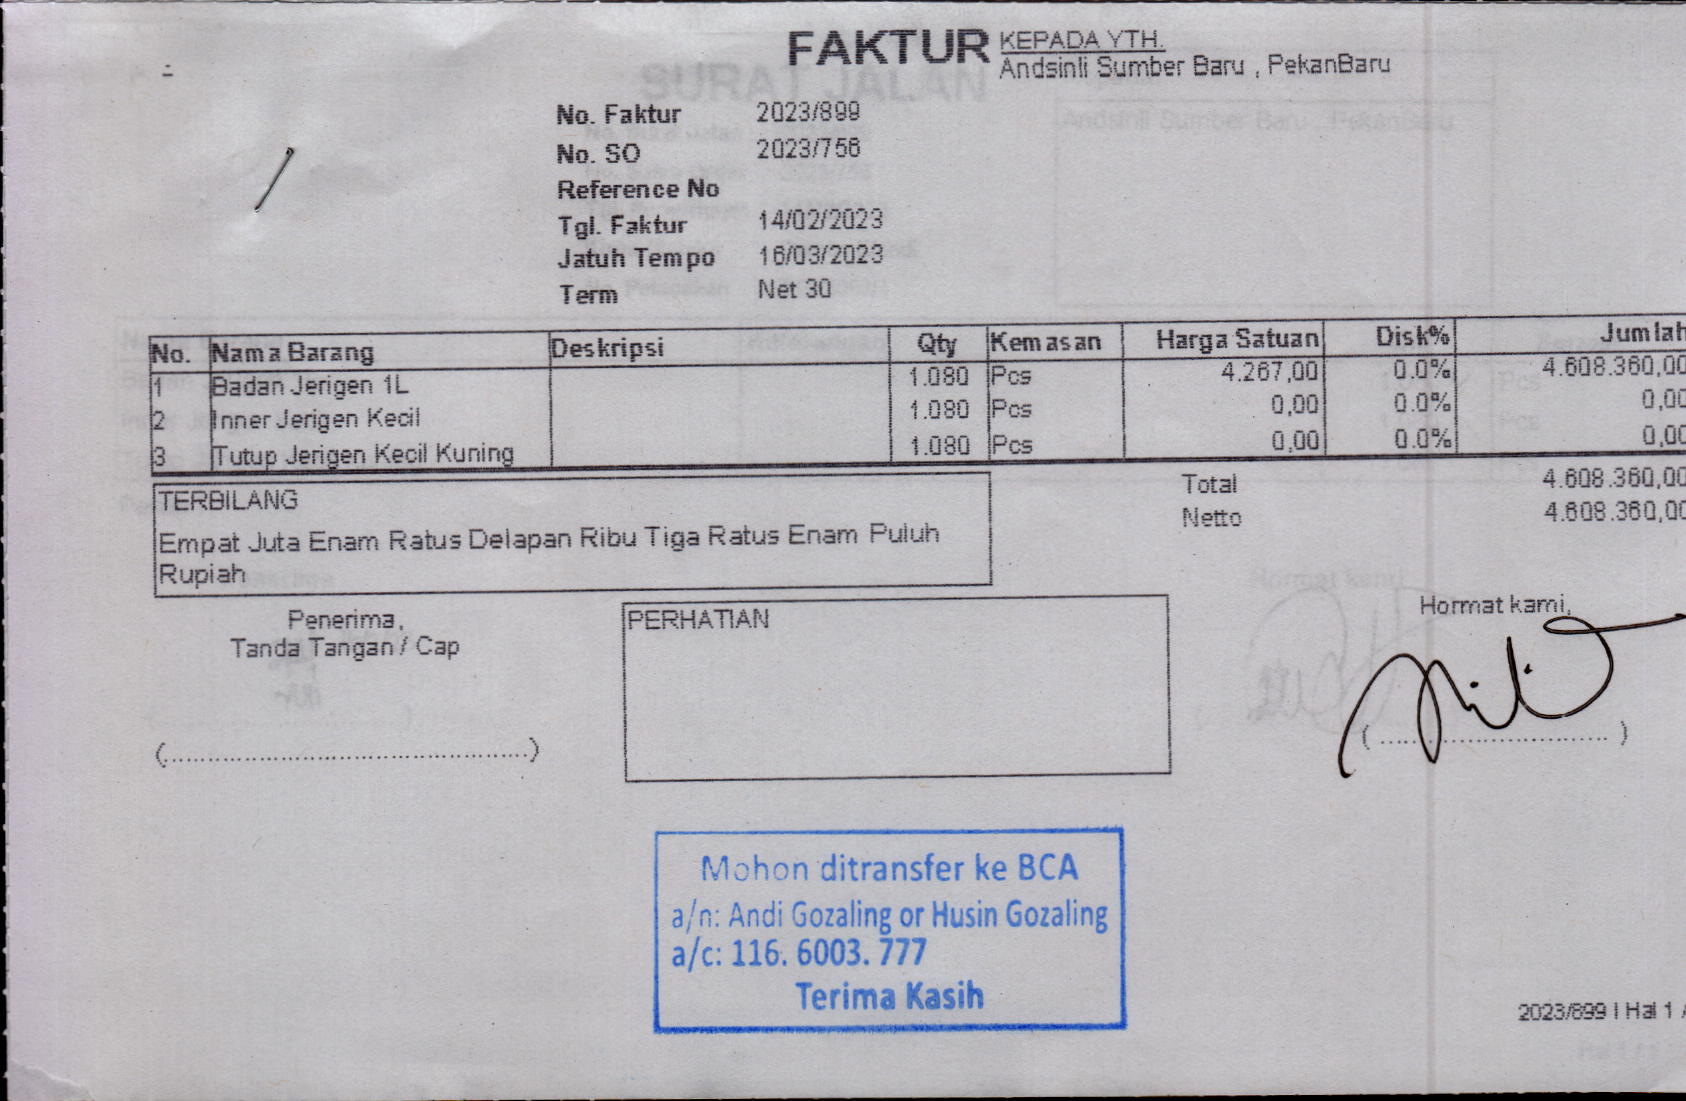 FAKTUR
KEPADA YTH.
Andsinli Sumber Baru , PekanBaru
No. Faktur 2023/899
No. SO 2023/756
Reference No
Tgl. Faktur 14/02/2023
Jatuh Tempo 16/03/2023
Term Net 30
No. Nama Barang Deskripsi Qty Kemasan Harga Satuan Disk% Jumlah
1 Badan Jerigen 1L 1.080 Pcs 4.267,00 0.0% 4.608.360,00
2 Inner Jerigen Kecil 1.080 Pcs 0,00 0.0% 0,00
3 Tutup Jerigen Kecil Kuning 1.080 Pcs 0,00 0.0% 0,00
TERBILANG
Empat Juta Enam Ratus Delapan Ribu Tiga Ratus Enam Puluh
Rupiah
Total 4.608.360,00
Netto 4.608.360,00
Penerima,
Tanda Tangan / Cap
(..............................................)
PERHATIAN
Hormat kami,
( ............................. )
Mohon ditransfer ke BCA
a/n: Andi Gozaling or Husin Gozaling
a/c: 116. 6003. 777
Terima Kasih
2023/899 | Hal 1 /